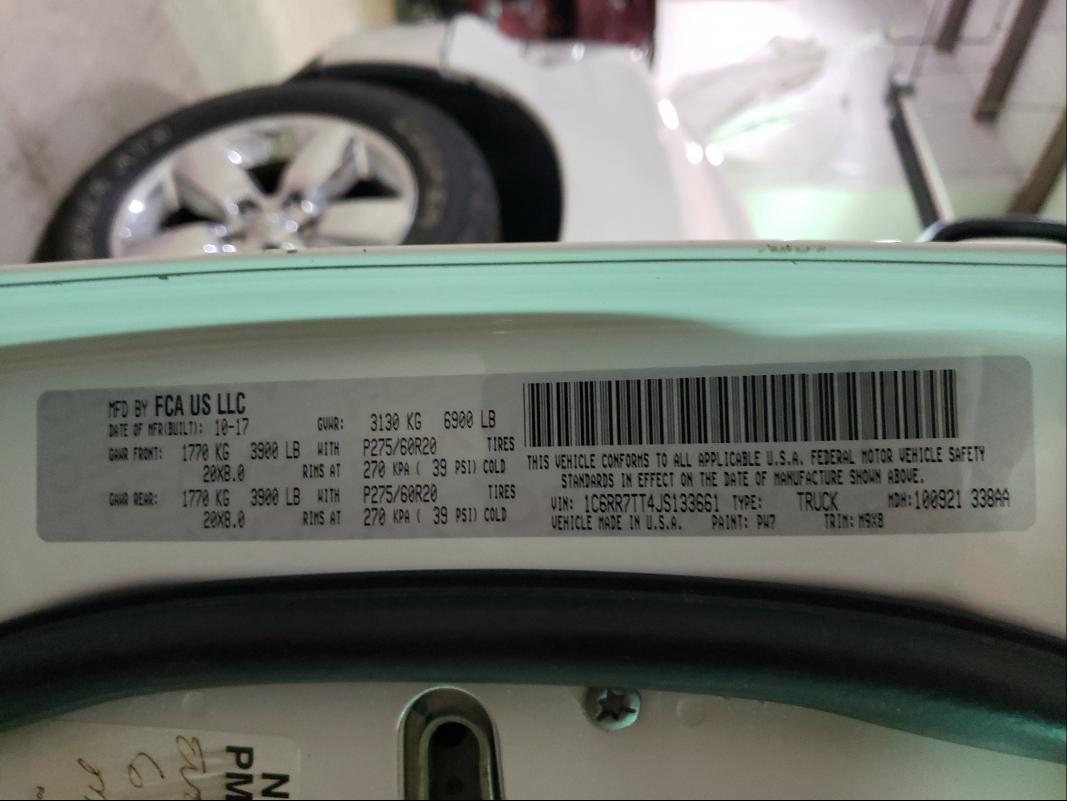 MFD BY FCA US LLC
DATE OF MFR(BUILT): 10-17 GVWR: 3130 KG 6900 LB
GAWR FRONT: 1770 KG 3900 LB WITH P275/60R20 TIRES
20X8.0 RIMS AT 270 KPA ( 39 PSI) COLD
GAWR REAR: 1770 KG 3900 LB WITH P275/60R20 TIRES
20X8.0 RIMS AT 270 KPA ( 39 PSI) COLD
THIS VEHICLE CONFORMS TO ALL APPLICABLE U.S.A. FEDERAL MOTOR VEHICLE SAFETY
STANDARDS IN EFFECT ON THE DATE OF MANUFACTURE SHOWN ABOVE.
VIN: 1C6RR7TT4JS133661 TYPE: TRUCK MDH:100921 338AA
VEHICLE MADE IN U.S.A. PAINT: PW7 TRIM: M9X8
N
PM